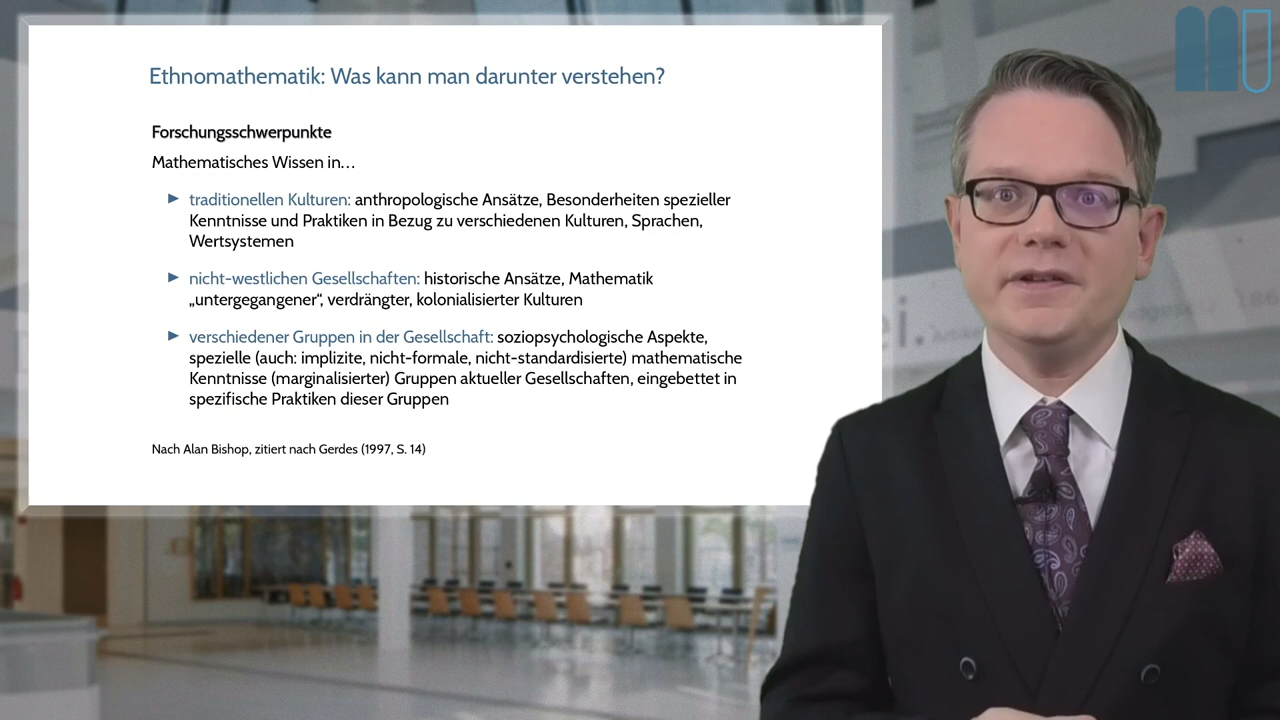 Ethnomathematik: Was kann man darunter verstehen?
Forschungsschwerpunkte
Mathematisches Wissen in…
traditionellen Kulturen: anthropologische Ansätze, Besonderheiten spezieller
Kenntnisse und Praktiken in Bezug zu verschiedenen Kulturen, Sprachen,
Wertsystemen
nicht-westlichen Gesellschaften: historische Ansätze, Mathematik
„untergegangener“, verdrängter, kolonialisierter Kulturen
verschiedener Gruppen in der Gesellschaft: soziopsychologische Aspekte,
spezielle (auch: implizite, nicht-formale, nicht-standardisierte) mathematische
Kenntnisse (marginalisierter) Gruppen aktueller Gesellschaften, eingebettet in
spezifische Praktiken dieser Gruppen
Nach Alan Bishop, zitiert nach Gerdes (1997, S. 14)